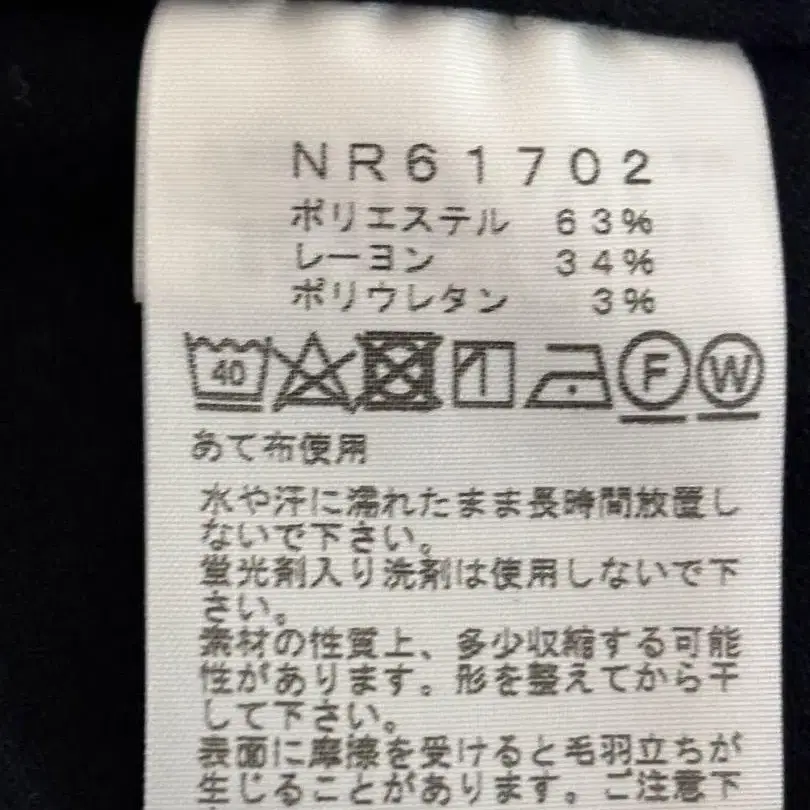 NR61702
ポリエステル 63%
レーヨン 34%
ポリウレタン 3%
40 F W
あて布使用
水や汗に濡れたまま長時間放置し
ないで下さい。
蛍光剤入り洗剤は使用しないで下
さい。
素材の性質上、多少収縮する可能
性があります。形を整えてから干
して下さい。
表面に摩擦を受けると毛羽立ちが
生じることがあります。ご注意下